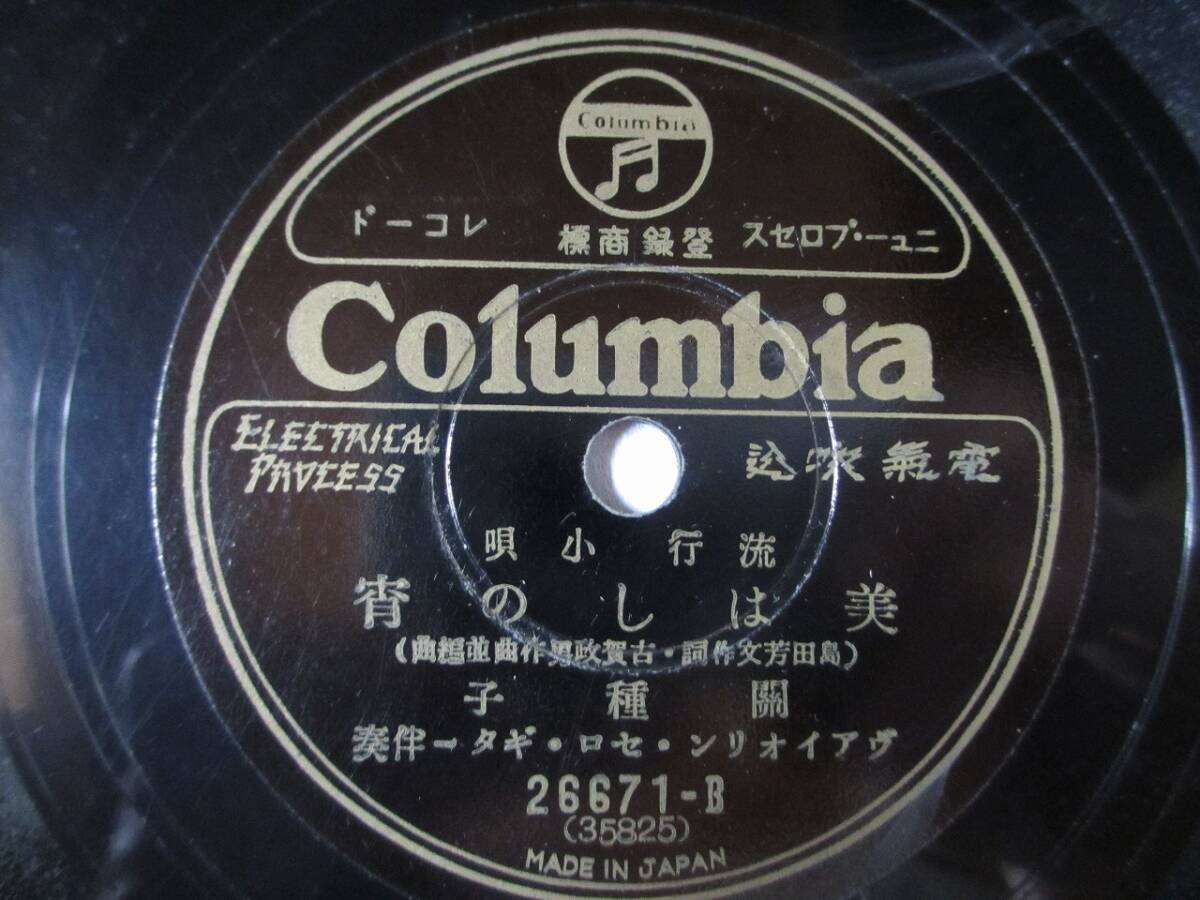 Columbia
ニュー・プロセス 登録商標 レコード
Columbia
ELECTRICAL
PROCESS
電氣吹込
流行小唄
美はしの宵
(島田芳文作詞・古賀政男作曲並編曲)
關種子
ヴアイオリン・セロ・ギター伴奏
26671-B
(35825)
MADE IN JAPAN